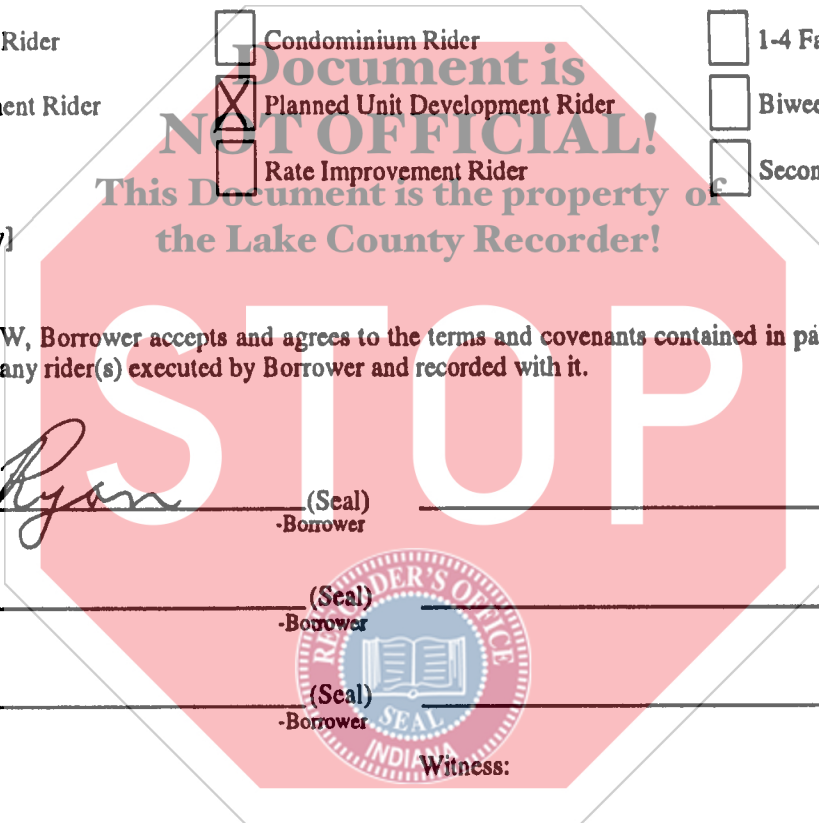 Rider Condominium Rider 1-4 Fa
Document is
ent Rider X Planned Unit Development Rider Biwee
NOT OFFICIAL!
Rate Improvement Rider Secon
This Document is the property of
the Lake County Recorder!
]
STOP
W, Borrower accepts and agrees to the terms and covenants contained in pa
any rider(s) executed by Borrower and recorded with it.
Ryan (Seal)
-Borrower
(Seal)
-Borrower
(Seal)
-Borrower
RECORDER'S OFFICE
SEAL
INDIANA
Witness: